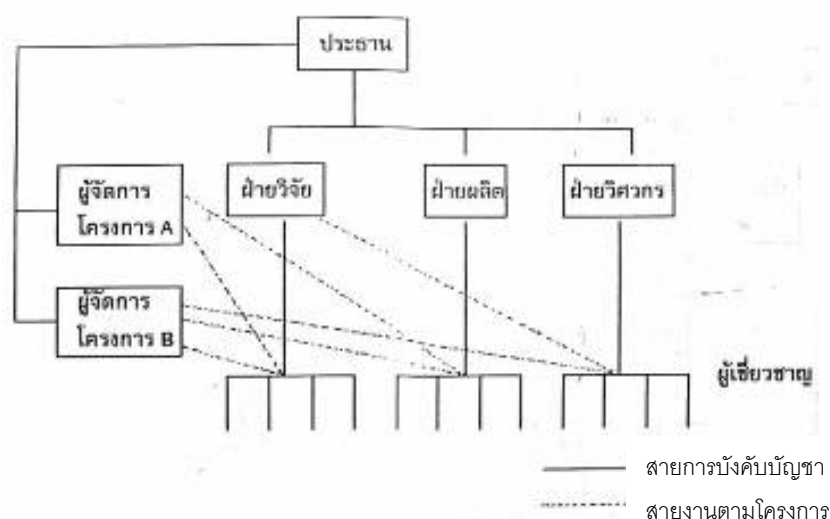 ประธาน
ผู้จัดการ
โครงการ A
ฝ่ายวิจัย
ฝ่ายผลิต
ฝ่ายวิศวกร
ผู้จัดการ
โครงการ B
ผู้เชี่ยวชาญ
สายการบังคับบัญชา
สายงานตามโครงการ